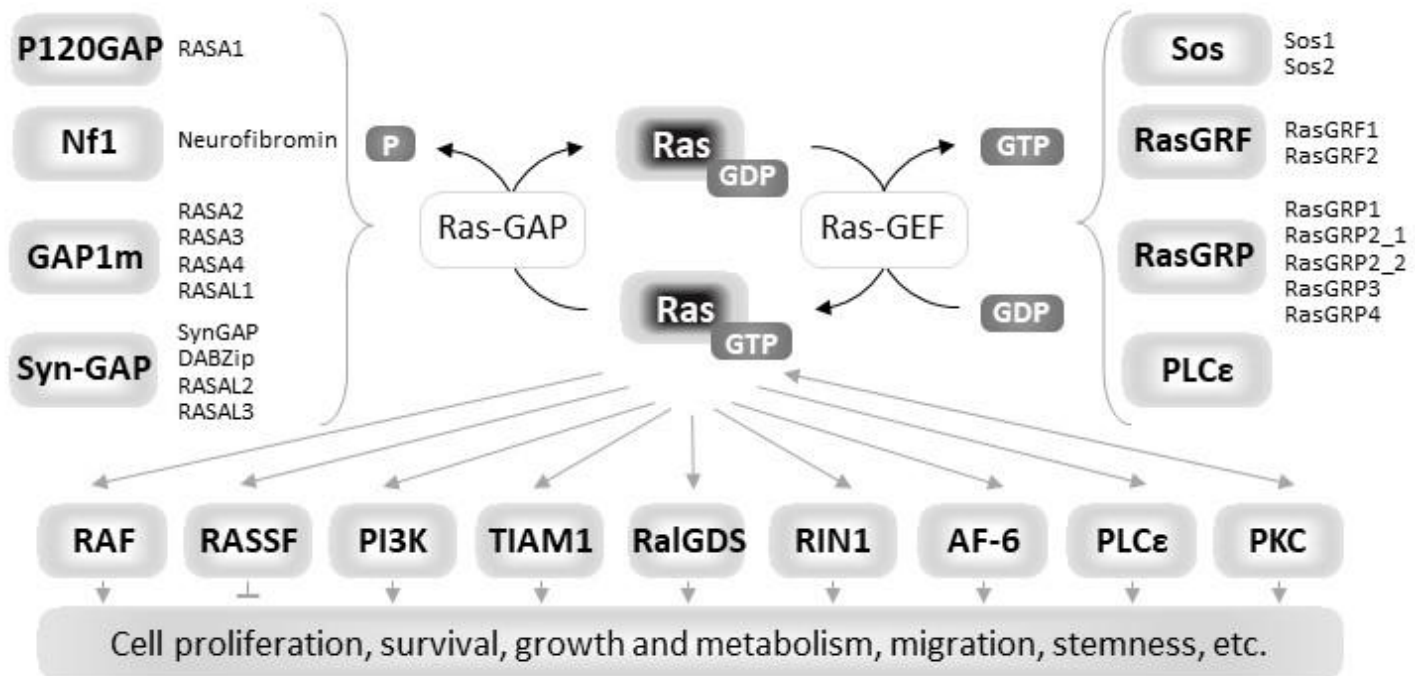 P120GAP
RASA1
Nf1
Neurofibromin
GAP1m
RASA2
RASA3
RASA4
RASAL1
Syn-GAP
SynGAP
DABZip
RASAL2
RASAL3
P
Ras-GAP
Ras
GDP
Ras
GTP
Ras-GEF
GTP
GDP
Sos
Sos1
Sos2
RasGRF
RasGRF1
RasGRF2
RasGRP
RasGRP1
RasGRP2_1
RasGRP2_2
RasGRP3
RasGRP4
PLCε
RAF
RASSF
PI3K
TIAM1
RalGDS
RIN1
AF-6
PLCε
PKC
Cell proliferation, survival, growth and metabolism, migration, stemness, etc.